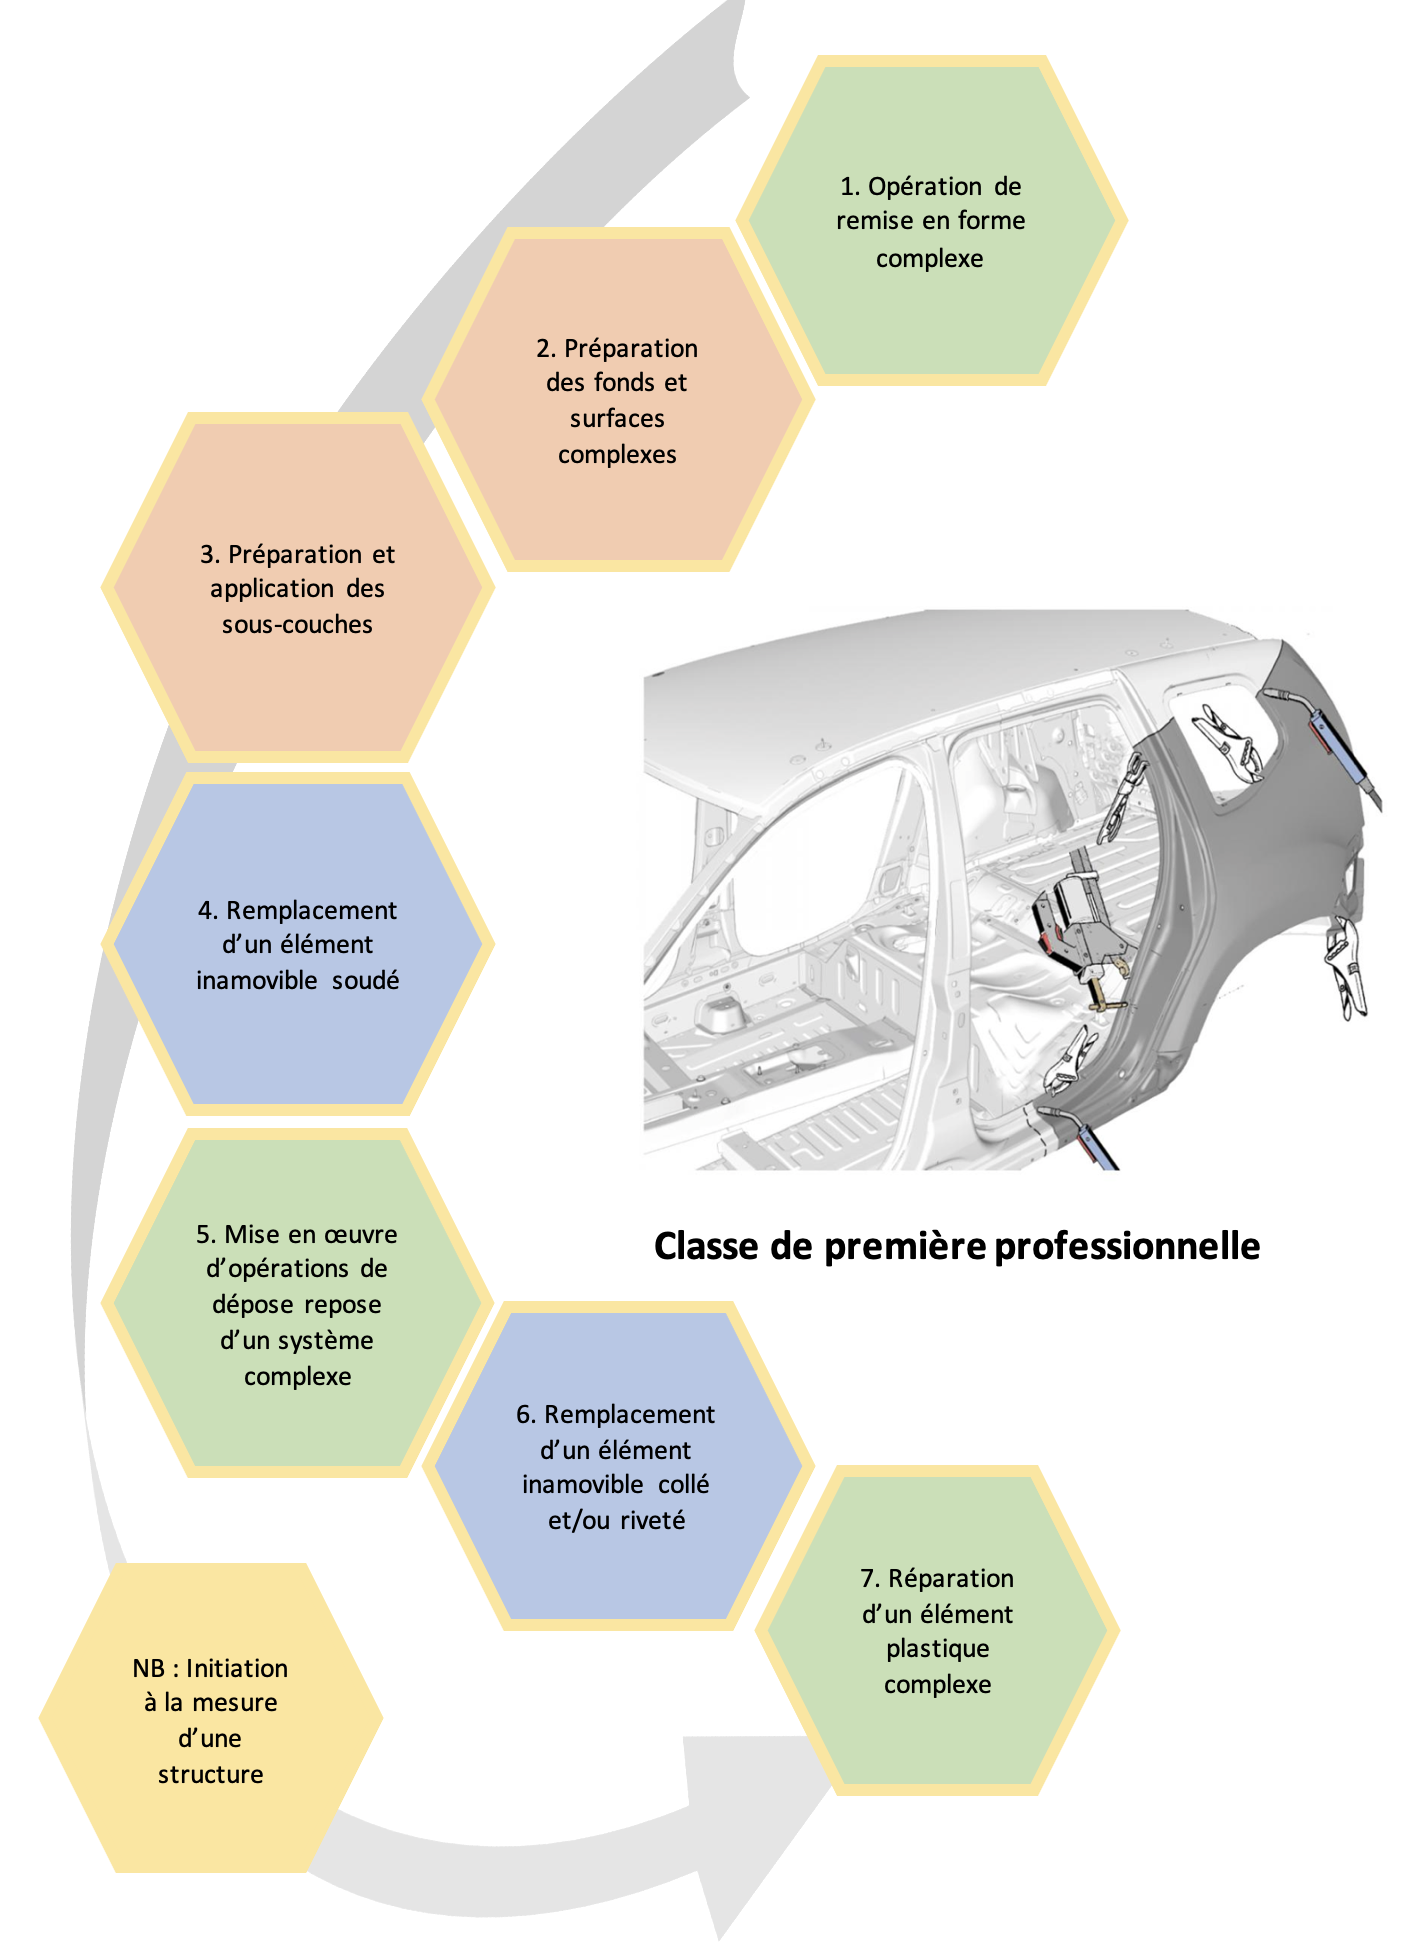 1. Opération de
remise en forme
complexe
2. Préparation
des fonds et
surfaces
complexes
3. Préparation et
application des
sous-couches
4. Remplacement
d’un élément
inamovible soudé
5. Mise en œuvre
d’opérations de
dépose repose
d’un système
complexe
Classe de première professionnelle
6. Remplacement
d’un élément
inamovible collé
et/ou riveté
7. Réparation
d’un élément
plastique
complexe
NB : Initiation
à la mesure
d’une
structure